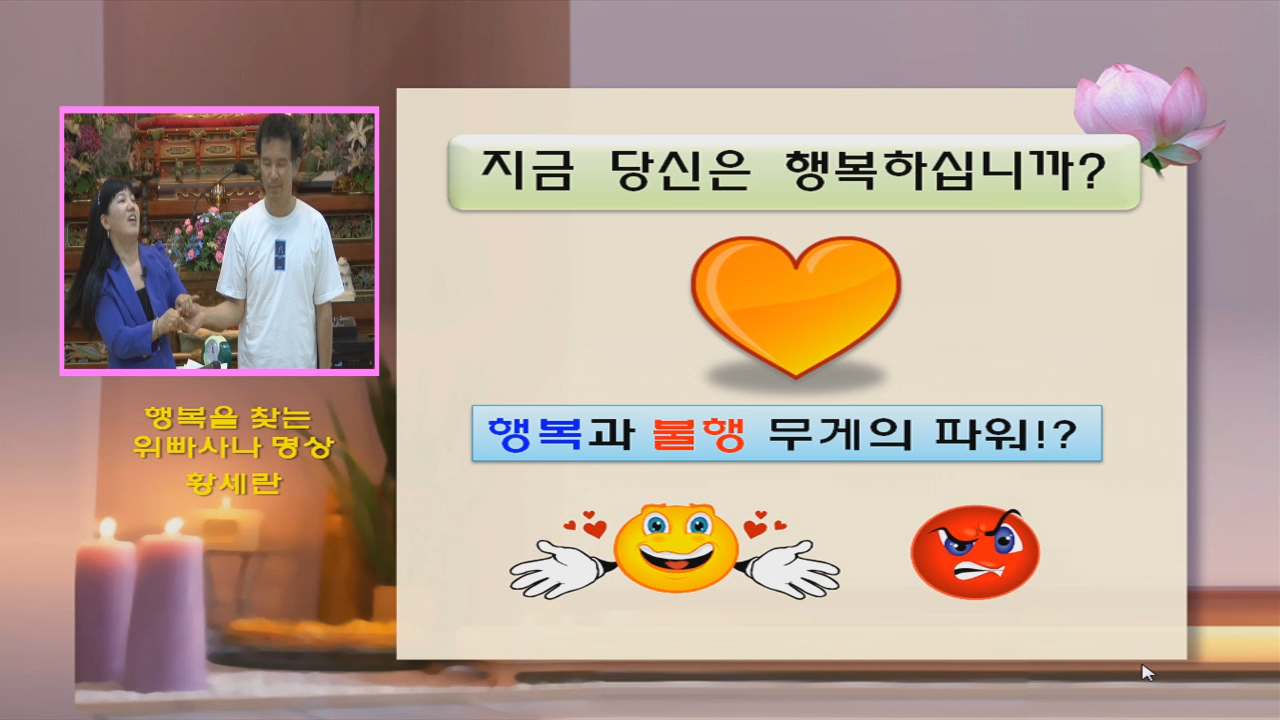 지금 당신은 행복하십니까?
행복과 불행 무게의 파워!?
행복을 찾는
위빠사나 명상
황세란